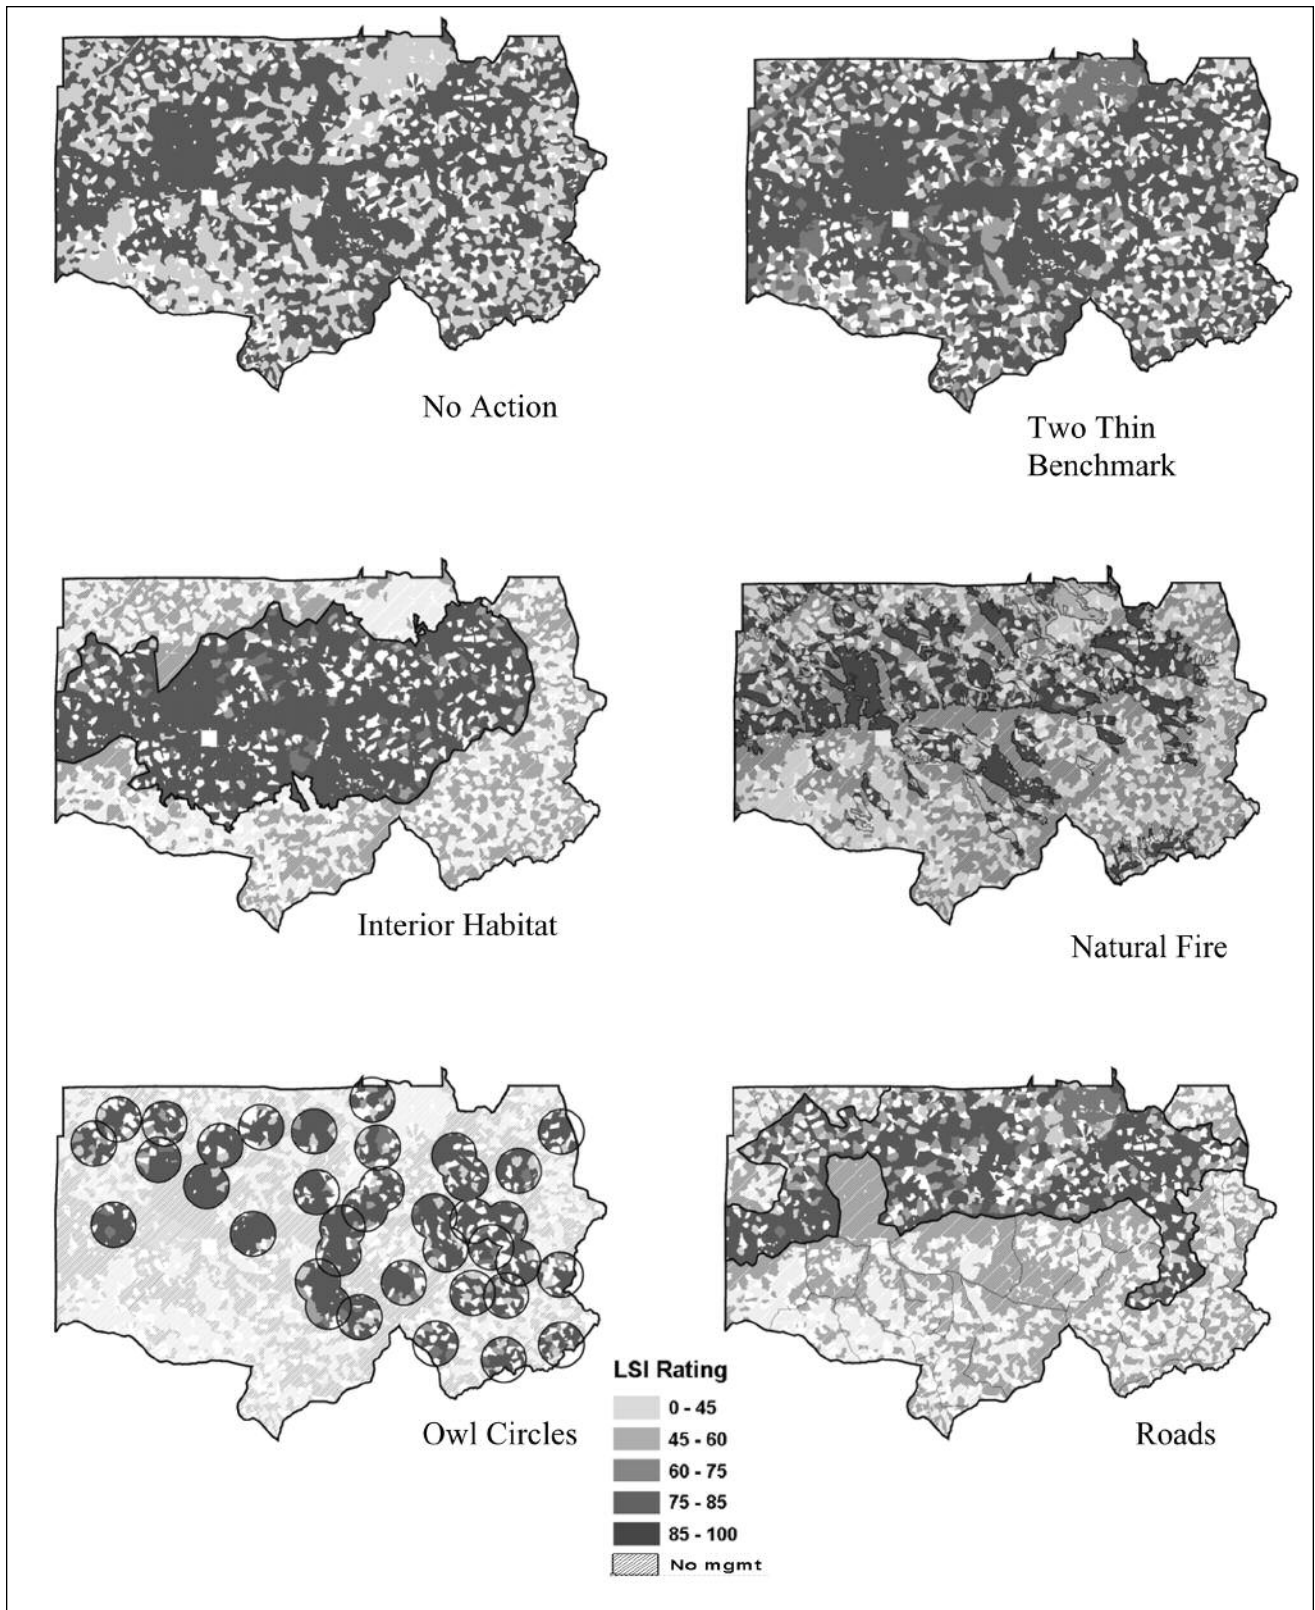 No Action
Two Thin
Benchmark
Interior Habitat
Natural Fire
Owl Circles
Roads
LSI Rating
0 - 45
45 - 60
60 - 75
75 - 85
85 - 100
No mgmt